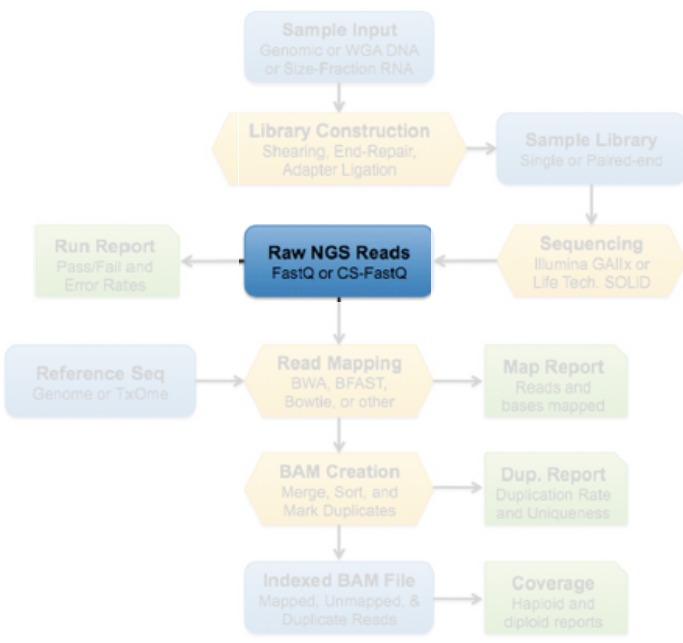 Sample Input
Genomic or WGA DNA
or Size-Fraction RNA
Library Construction
Shearing, End-Repair,
Adapter Ligation
Sample Library
Single or Paired-end
Run Report
Pass/Fail and
Error Rates
Raw NGS Reads
FastQ or CS-FastQ
Sequencing
Illumina GAIIx or
Life Tech. SOLiD
Reference Seq
Genome or TxOme
Read Mapping
BWA, BFAST,
Bowtie, or other
Map Report
Reads and
bases mapped
BAM Creation
Merge, Sort, and
Mark Duplicates
Dup. Report
Duplication Rate
and Uniqueness
Indexed BAM File
Mapped, Unmapped, &
Duplicate Reads
Coverage
Haploid and
diploid reports